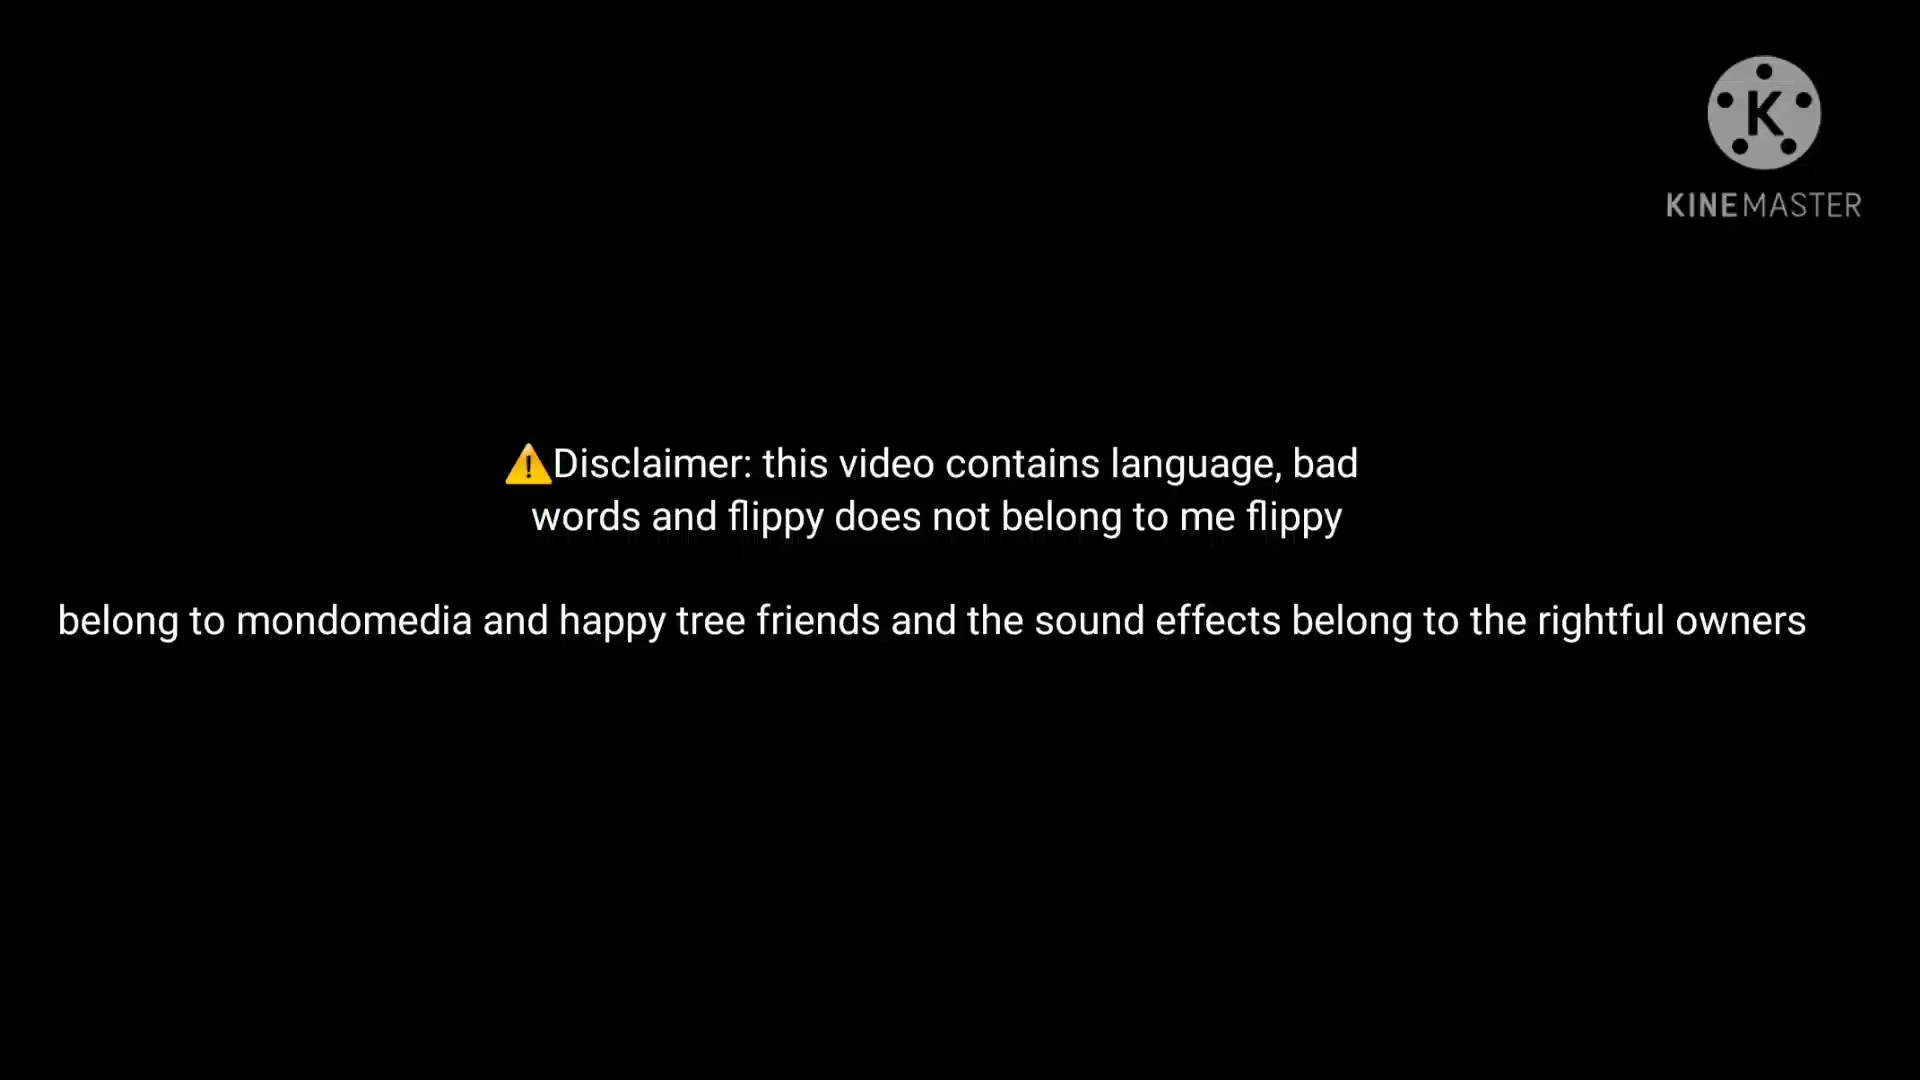 K
KINEMASTER
⚠️Disclaimer: this video contains language, bad
words and flippy does not belong to me flippy
belong to mondomedia and happy tree friends and the sound effects belong to the rightful owners